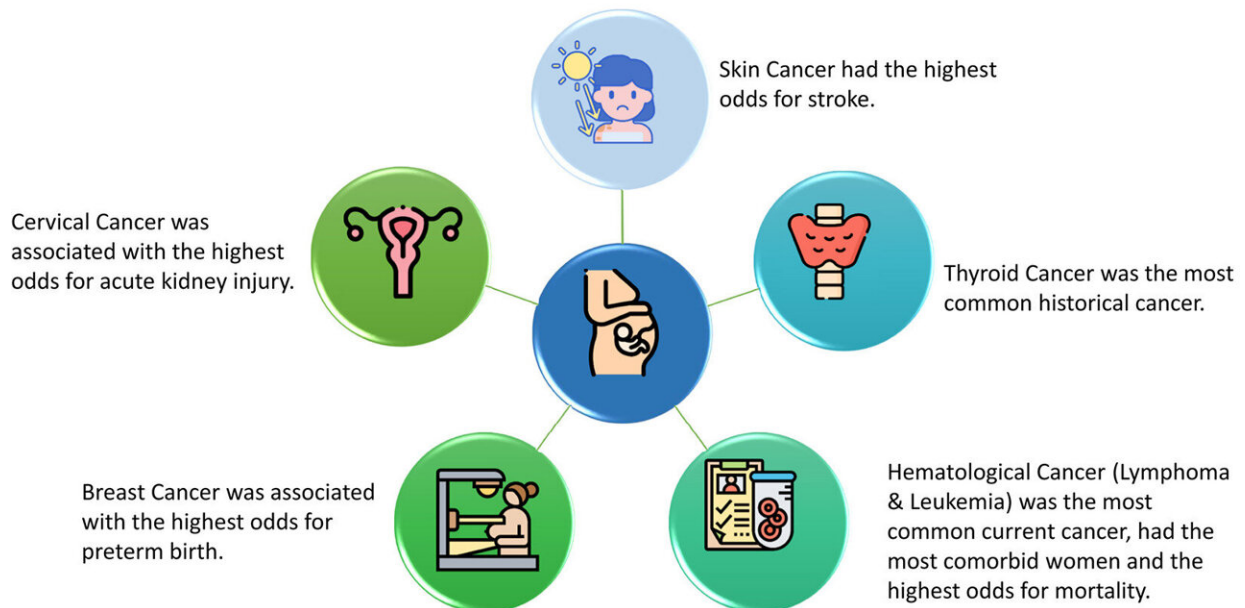 Skin Cancer had the highest
odds for stroke.
Cervical Cancer was
associated with the highest
odds for acute kidney injury.
Thyroid Cancer was the most
common historical cancer.
Breast Cancer was associated
with the highest odds for
preterm birth.
Hematological Cancer (Lymphoma
& Leukemia) was the most
common current cancer, had the
most comorbid women and the
highest odds for mortality.